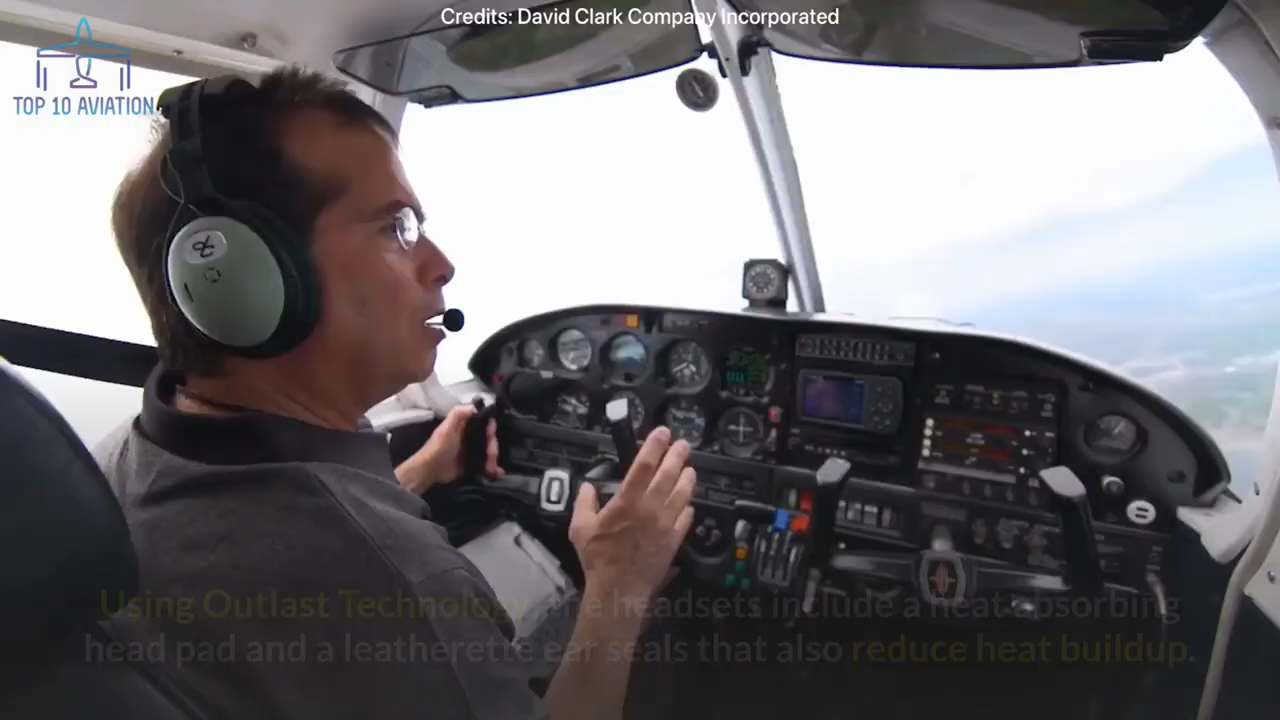 Credits: David Clark Company Incorporated
TOP 10 AVIATION
Using Outlast Technology, the headsets include a heat-absorbing
head pad and a leatherette ear seals that also reduce heat buildup.